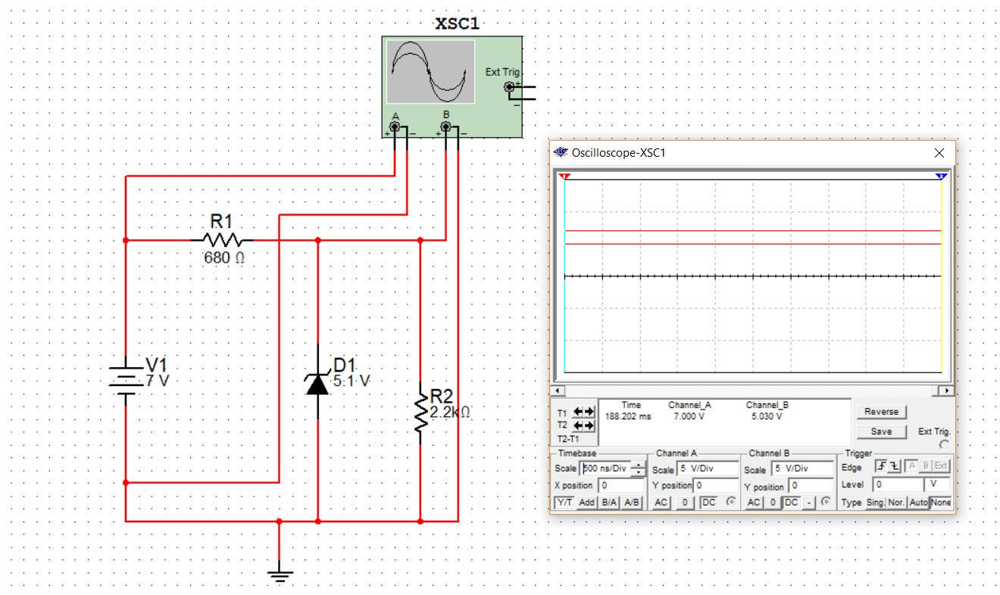 XSC1
Ext Trig
+
−
A
B
+ − + −
Oscilloscope-XSC1
1 2
R1
680 Ω
V1
7 V
D1
5.1 V
R2
2.2kΩ
Time Channel_A Channel_B
T1 188.202 ms 7.000 V 5.030 V
T2
T2-T1
Reverse
Save
Ext Trig.
Timebase
Scale 500 ns/Div
X position 0
Y/T Add B/A A/B
Channel A
Scale 5 V/Div
Y position 0
AC 0 DC
Channel B
Scale 5 V/Div
Y position 0
AC 0 DC -
Trigger
Edge A B Ext
Level 0 V
Type Sing. Nor. Auto None